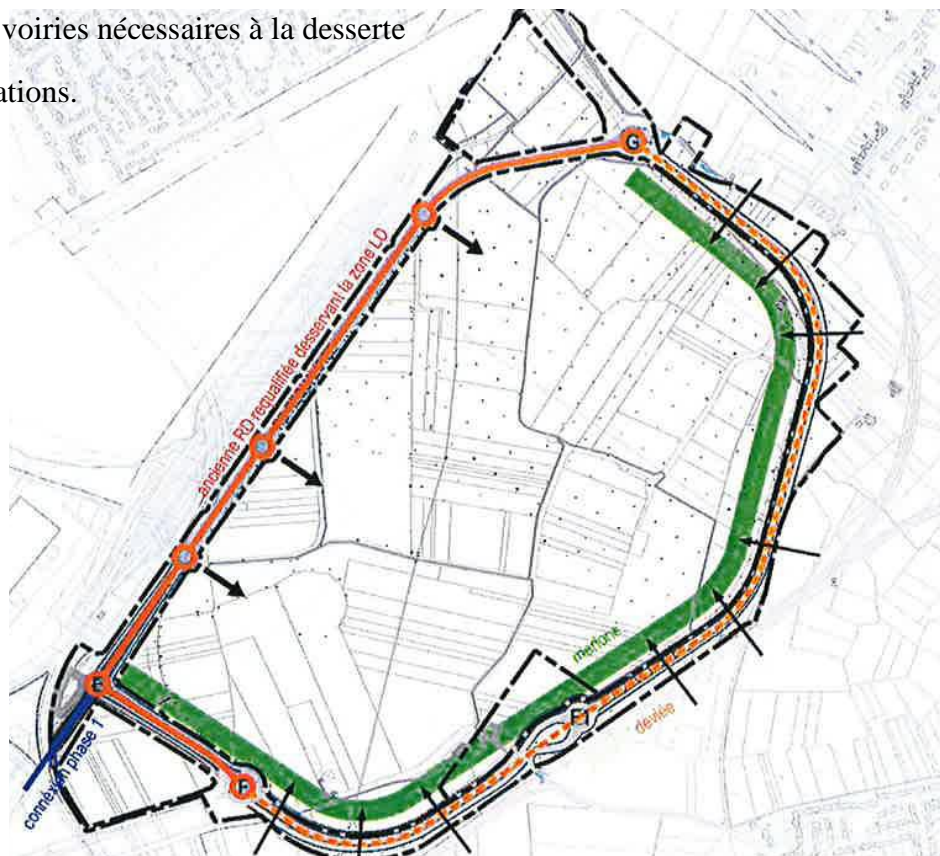 voiries nécessaires à la desserte
ations.
G
ancienne RD requalifiée desservant la zone LD
merlons
déviée
E
F
connexion phase 1